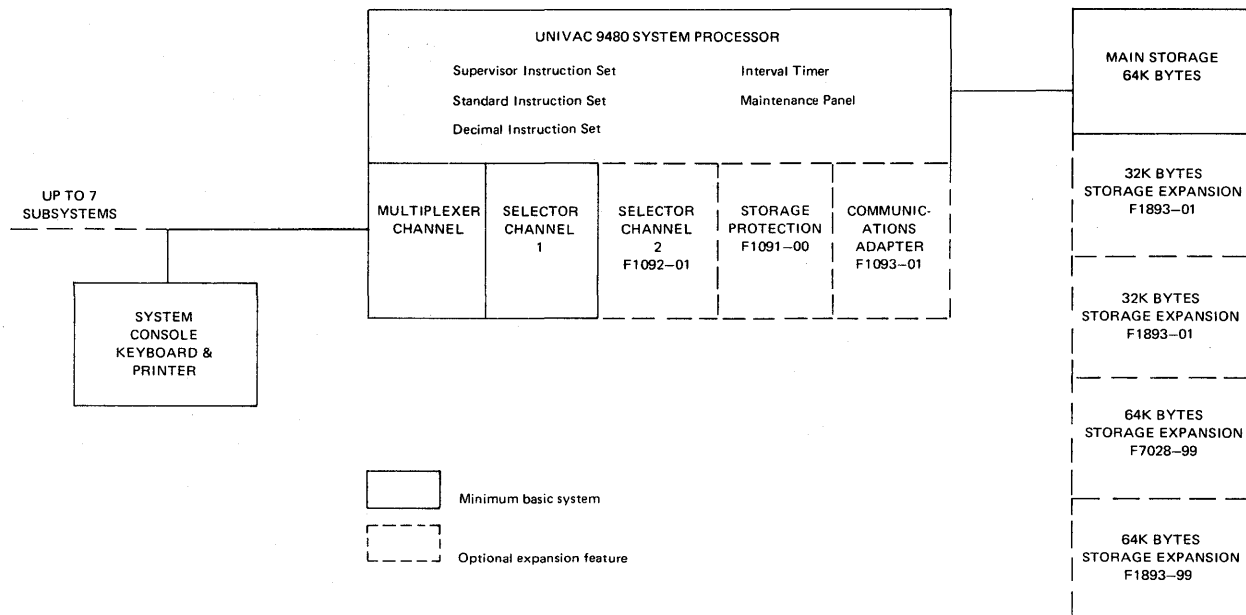 UNIVAC 9480 SYSTEM PROCESSOR
Supervisor Instruction Set
Standard Instruction Set
Decimal Instruction Set
Interval Timer
Maintenance Panel
MAIN STORAGE
64K BYTES
UP TO 7
SUBSYSTEMS
MULTIPLEXER
CHANNEL
SELECTOR
CHANNEL
1
SELECTOR
CHANNEL
2
F1092-01
STORAGE
PROTECTION
F1091-00
COMMUNIC-
ATIONS
ADAPTER
F1093-01
32K BYTES
STORAGE EXPANSION
F1893-01
SYSTEM
CONSOLE
KEYBOARD &
PRINTER
32K BYTES
STORAGE EXPANSION
F1893-01
64K BYTES
STORAGE EXPANSION
F7028-99
64K BYTES
STORAGE EXPANSION
F1893-99
Minimum basic system
Optional expansion feature